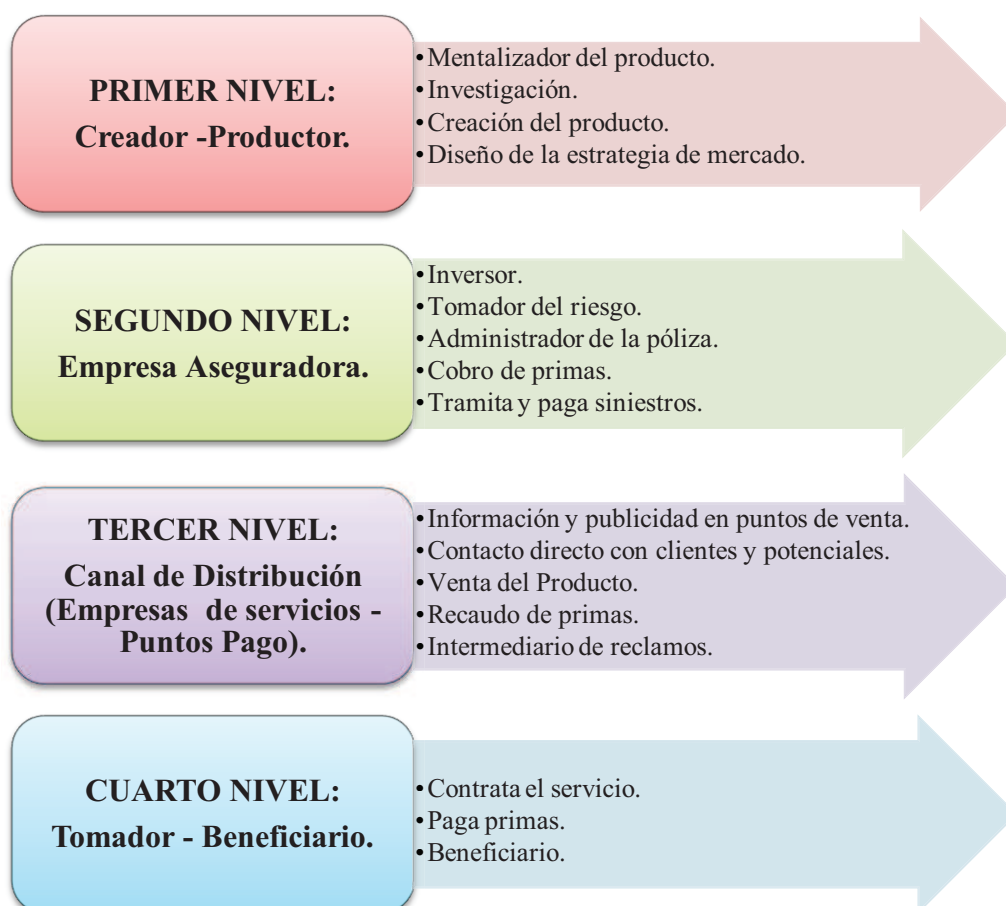 PRIMER NIVEL:
Creador -Productor.
•Mentalizador del producto.
•Investigación.
•Creación del producto.
•Diseño de la estrategia de mercado.
SEGUNDO NIVEL:
Empresa Aseguradora.
•Inversor.
•Tomador del riesgo.
•Administrador de la póliza.
•Cobro de primas.
•Tramita y paga siniestros.
TERCER NIVEL:
Canal de Distribución
(Empresas de servicios -
Puntos Pago).
•Información y publicidad en puntos de venta.
•Contacto directo con clientes y potenciales.
•Venta del Producto.
•Recaudo de primas.
•Intermediario de reclamos.
CUARTO NIVEL:
Tomador - Beneficiario.
•Contrata el servicio.
•Paga primas.
•Beneficiario.